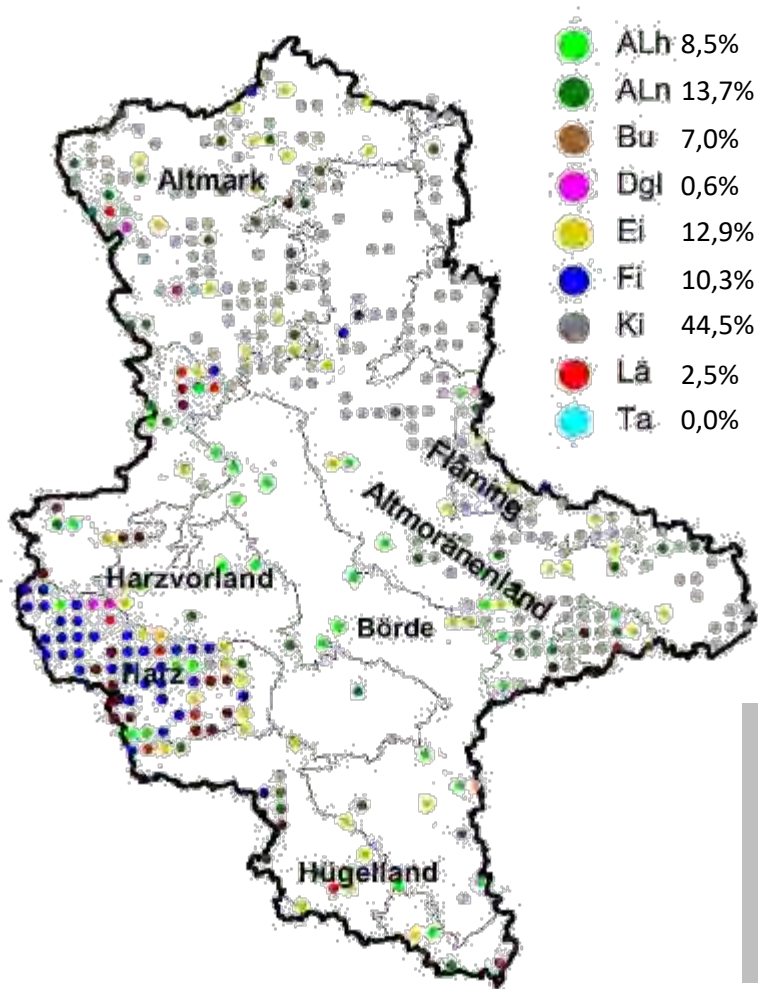 ALh 8,5%
ALn 13,7%
Bu 7,0%
Dgl 0,6%
Ei 12,9%
Fi 10,3%
Ki 44,5%
Lä 2,5%
Ta 0,0%
Altmark
Fläming
Altmoränenland
Harzvorland
Börde
Harz
Hügelland